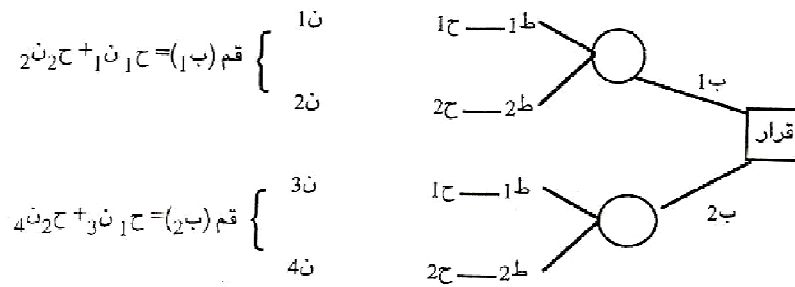 ط1 ح1 ن1
ب1
قم (ب1)=ح1 ن1+ح2 ن2
ط2 ح2 ن2
قرار
ط1 ح1 ن3
ب2
قم (ب2)=ح1 ن3+ح2 ن4
ط2 ح2 ن4